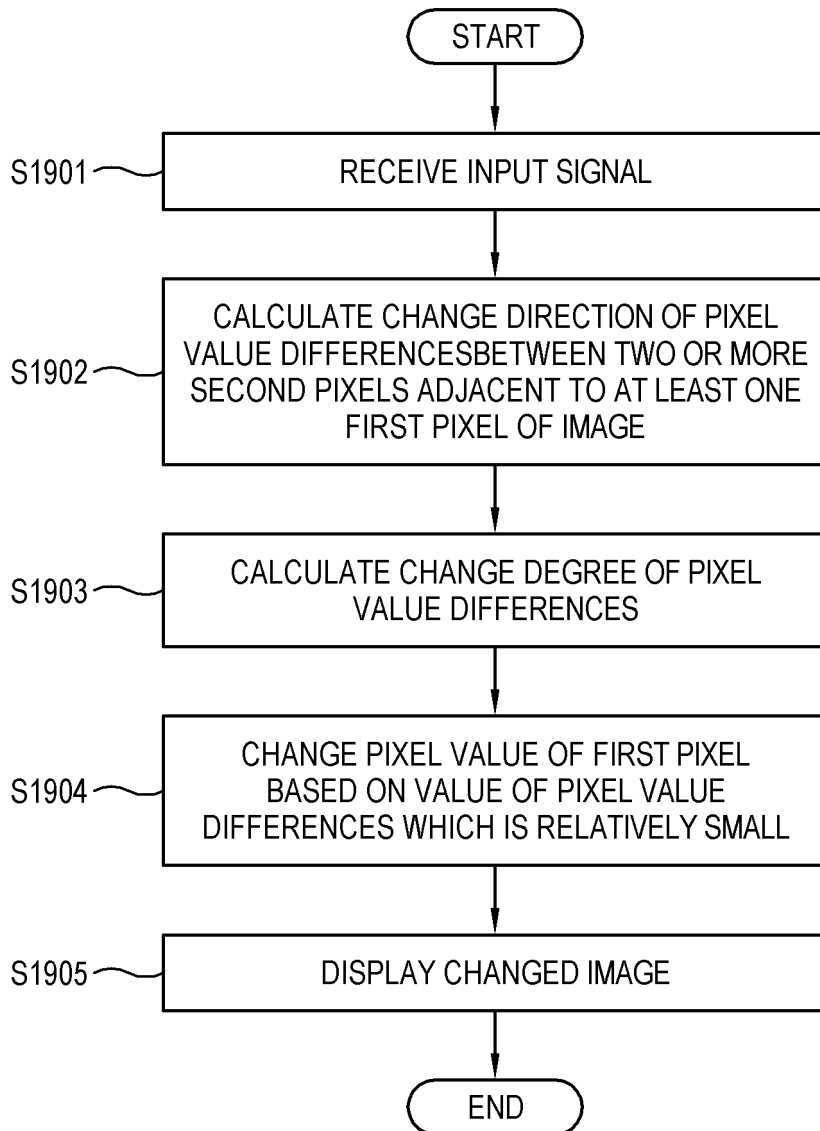 START
S1901
RECEIVE INPUT SIGNAL
S1902
CALCULATE CHANGE DIRECTION OF PIXEL
VALUE DIFFERENCESBETWEEN TWO OR MORE
SECOND PIXELS ADJACENT TO AT LEAST ONE
FIRST PIXEL OF IMAGE
S1903
CALCULATE CHANGE DEGREE OF PIXEL
VALUE DIFFERENCES
S1904
CHANGE PIXEL VALUE OF FIRST PIXEL
BASED ON VALUE OF PIXEL VALUE
DIFFERENCES WHICH IS RELATIVELY SMALL
S1905
DISPLAY CHANGED IMAGE
END